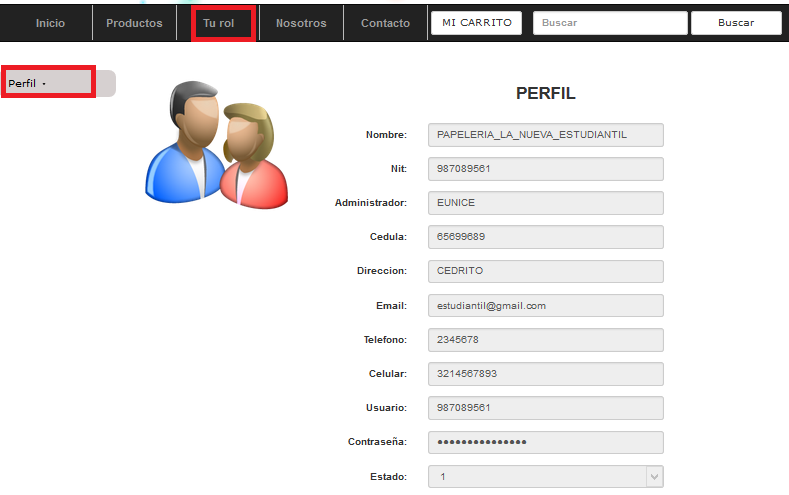 Inicio Productos Tu rol Nosotros Contacto MI CARRITO Buscar Buscar
Perfil
PERFIL
Nombre: PAPELERIA_LA_NUEVA_ESTUDIANTIL
Nit: 987089561
Administrador: EUNICE
Cedula: 65699689
Direccion: CEDRITO
Email: estudiantil@gmail.com
Telefono: 2345678
Celular: 3214567893
Usuario: 987089561
Contraseña: •••••••••••••••
Estado: 1